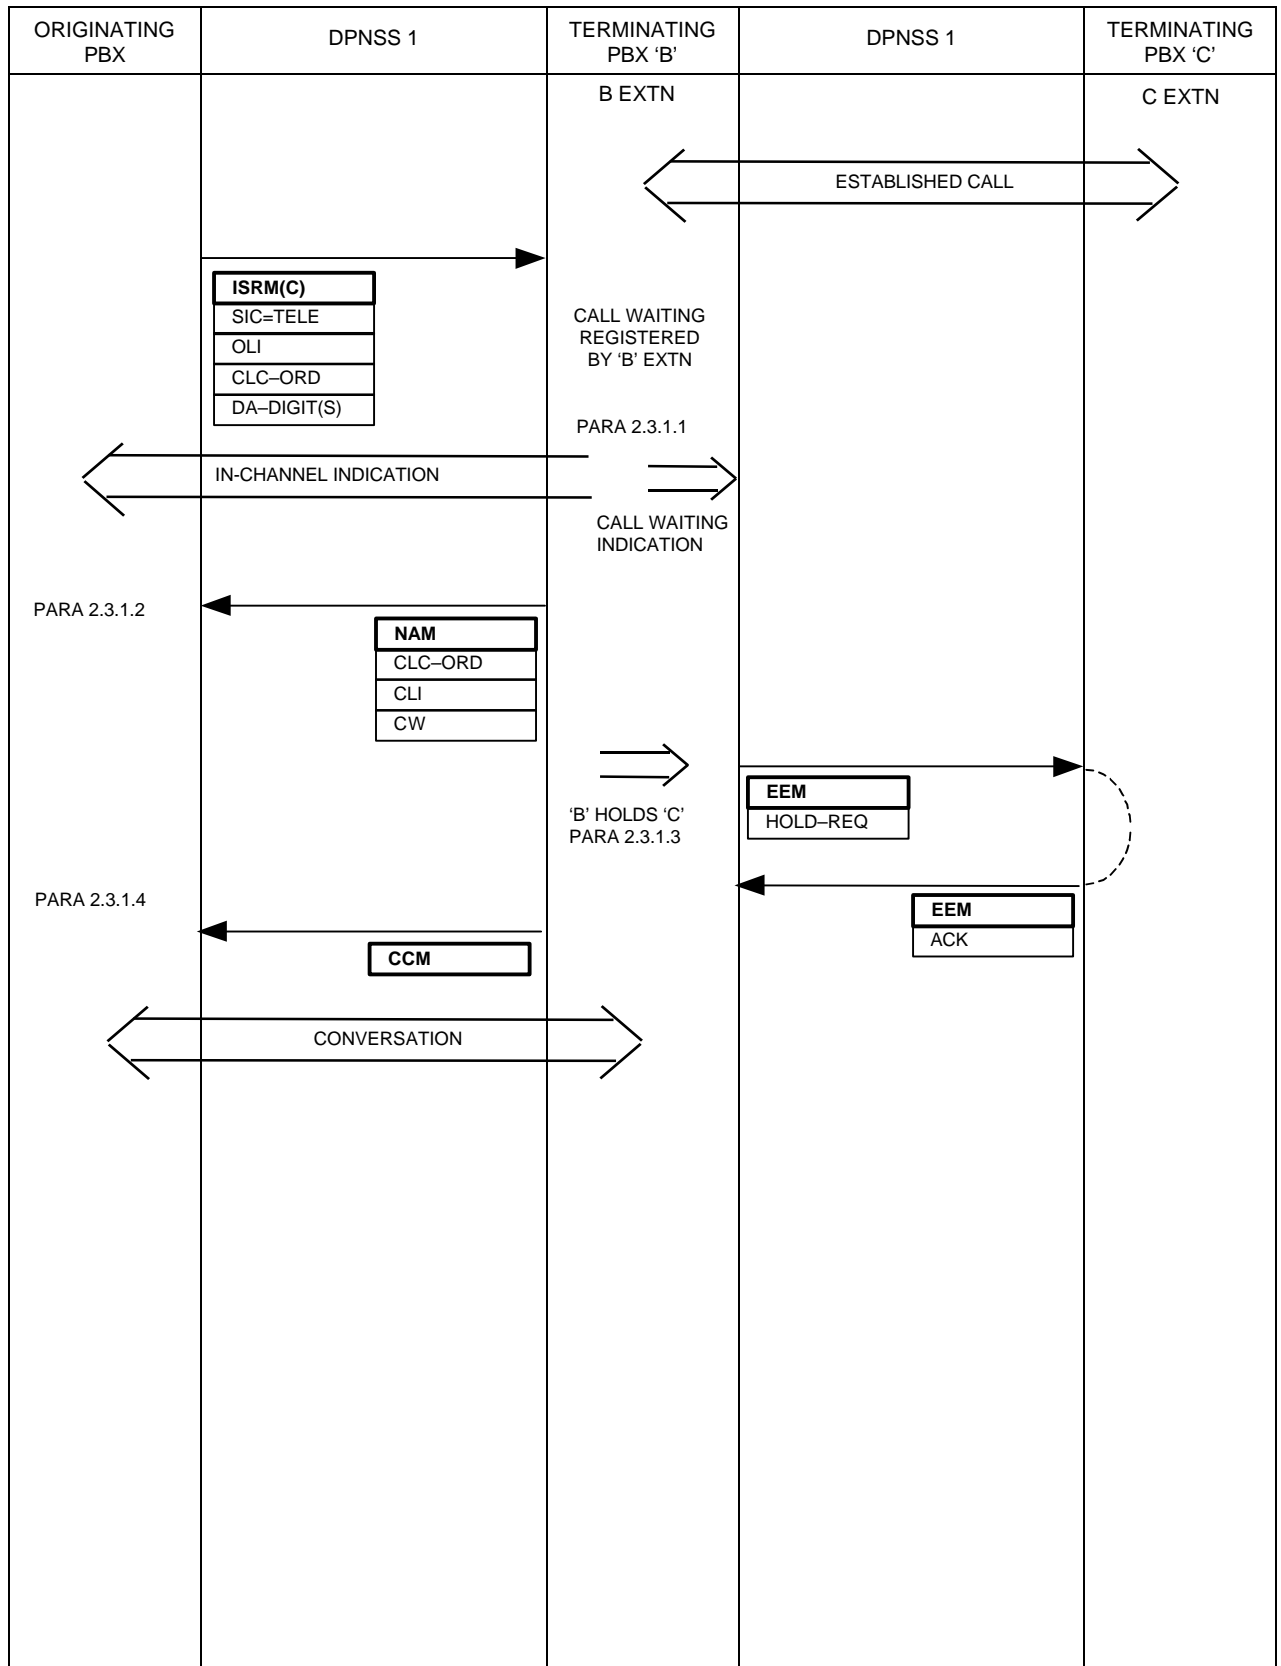 ORIGINATING
PBX
DPNSS 1
TERMINATING
PBX ‘B’
DPNSS 1
TERMINATING
PBX ‘C’
B EXTN
C EXTN
ESTABLISHED CALL
ISRM(C)
SIC=TELE
OLI
CLC–ORD
DA–DIGIT(S)
CALL WAITING
REGISTERED
BY ‘B’ EXTN
PARA 2.3.1.1
IN-CHANNEL INDICATION
CALL WAITING
INDICATION
PARA 2.3.1.2
NAM
CLC–ORD
CLI
CW
‘B’ HOLDS ‘C’
PARA 2.3.1.3
EEM
HOLD–REQ
PARA 2.3.1.4
EEM
ACK
CCM
CONVERSATION